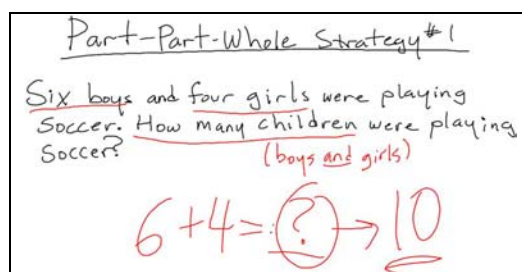 Part-Part-Whole Strategy #1
Six boys and four girls were playing
Soccer. How many children were playing
Soccer?
(boys and girls)
6+4=? → 10